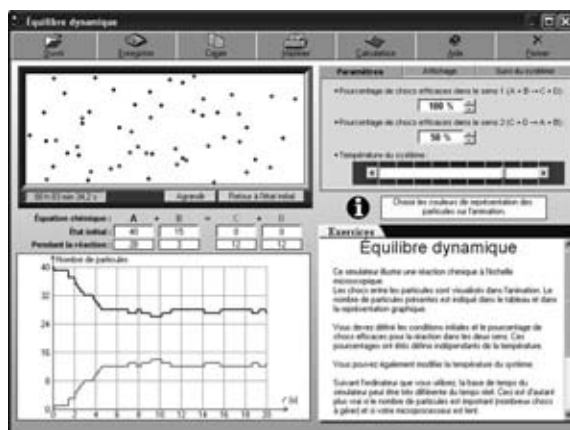 Équilibre dynamique
Ouvrir Enregistrer Copier Imprimer Calculatrice Aide Fermer
Paramètres Affichage Suivi du système
Pourcentage de chocs efficaces dans le sens 1 (A + B → C + D)
100 %
Pourcentage de chocs efficaces dans le sens 2 (C + D → A + B)
50 %
Température du système
Agrandir Retour à l'état initial
Choisir les couleurs de représentation des
particules sur l'animation.
Équation chimique : A + B = C + D
État initial : 40 15 0 0
Pendant la réaction : 28 3 12 12
Nombre de particules
40
32
24
16
8
0
0 2 4 6 8 10 12 14 16 18 20
t (s)
Exercices
Équilibre dynamique
Ce simulateur illustre une réaction chimique à l'échelle
microscopique.
Les chocs entre les particules sont visualisés dans l'animation. Le
nombre de particules présentes est indiqué dans le tableau et dans
la représentation graphique.
Vous devez définir les conditions initiales et le pourcentage de
chocs efficaces pour la réaction dans les deux sens. Ces
pourcentages ont été définis indépendants de la température.
Vous pouvez également modifier la température du système.
Suivant l'ordinateur que vous utilisez, la base de temps du
simulateur peut être très différente du temps réel. Ceci est d'autant
plus vrai si le nombre de particules est important (nombreux chocs
à gérer) et si votre microprocesseur est lent.